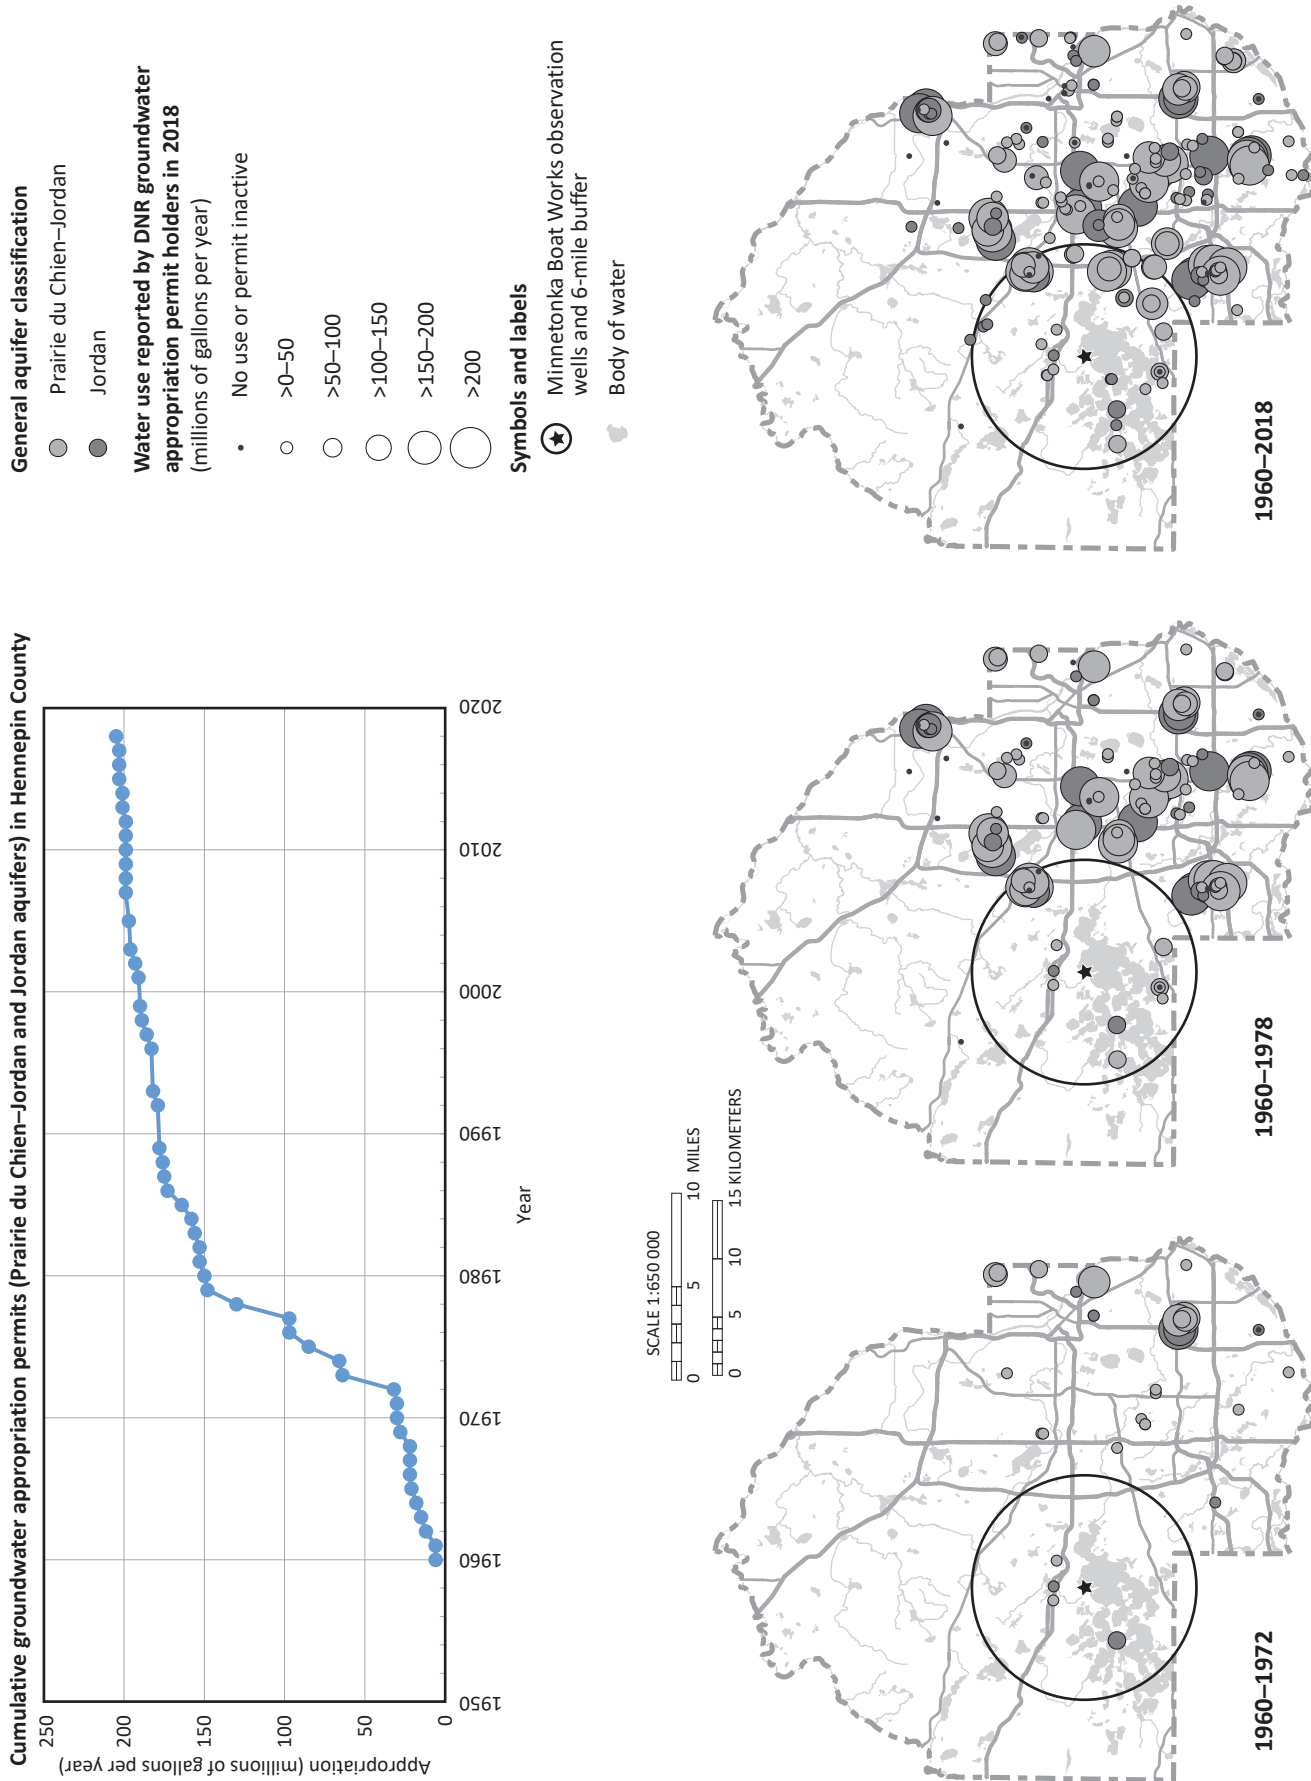 Cumulative groundwater appropriation permits (Prairie du Chien–Jordan and Jordan aquifers) in Hennepin County
Appropriation (millions of gallons per year)
250
200
150
100
50
0
1950
1960
1970
1980
1990
2000
2010
2020
Year
General aquifer classification
Prairie du Chien–Jordan
Jordan
Water use reported by DNR groundwater
appropriation permit holders in 2018
(millions of gallons per year)
No use or permit inactive
>0–50
>50–100
>100–150
>150–200
>200
Symbols and labels
Minnetonka Boat Works observation
wells and 6-mile buffer
Body of water
SCALE 1:650 000
0 5 10 MILES
0 5 10 15 KILOMETERS
1960–1972
1960–1978
1960–2018